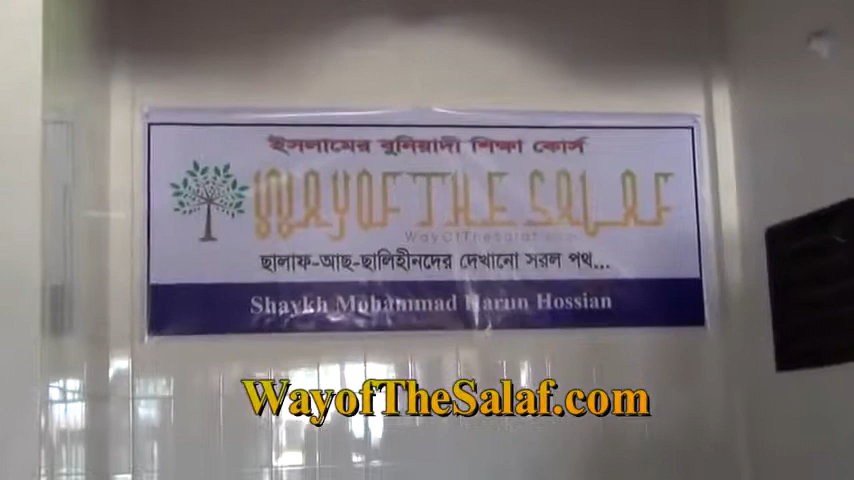 ইসলামের বুনিয়াদী শিক্ষা কোর্স
WAY OF THE SALAF
WayOfTheSalaf.com
ছালাফ-আছ-ছালিহীনদের দেখানো সরল পথ...
Shaykh Mohammad Harun Hossian
WayOfTheSalaf.com